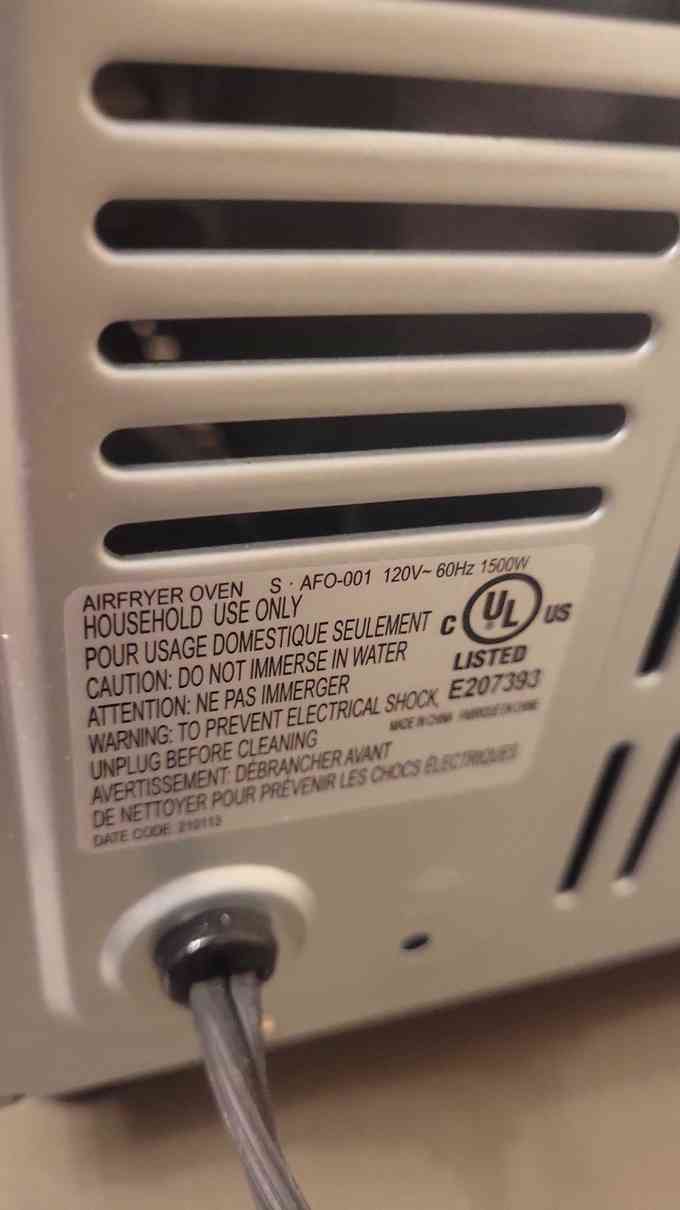 AIRFRYER OVEN S · AFO-001 120V~ 60Hz 1500W
HOUSEHOLD USE ONLY
POUR USAGE DOMESTIQUE SEULEMENT
CAUTION: DO NOT IMMERSE IN WATER
ATTENTION: NE PAS IMMERGER
WARNING: TO PREVENT ELECTRICAL SHOCK,
UNPLUG BEFORE CLEANING
AVERTISSEMENT: DÉBRANCHER AVANT
DE NETTOYER POUR PRÉVENIR LES CHOCS ÉLECTRIQUES
DATE CODE: 210113
C UL US
®
LISTED
E207393
MADE IN CHINA FABRIQUÉ EN CHINE